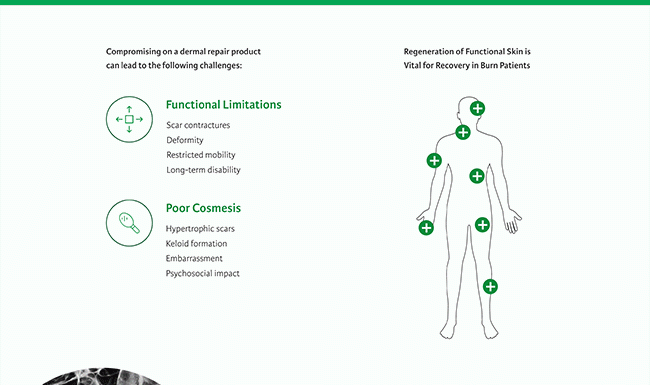 Compromising on a dermal repair product
can lead to the following challenges:
Functional Limitations
Scar contractures
Deformity
Restricted mobility
Long-term disability
Poor Cosmesis
Hypertrophic scars
Keloid formation
Embarrassment
Psychosocial impact
Regeneration of Functional Skin is
Vital for Recovery in Burn Patients